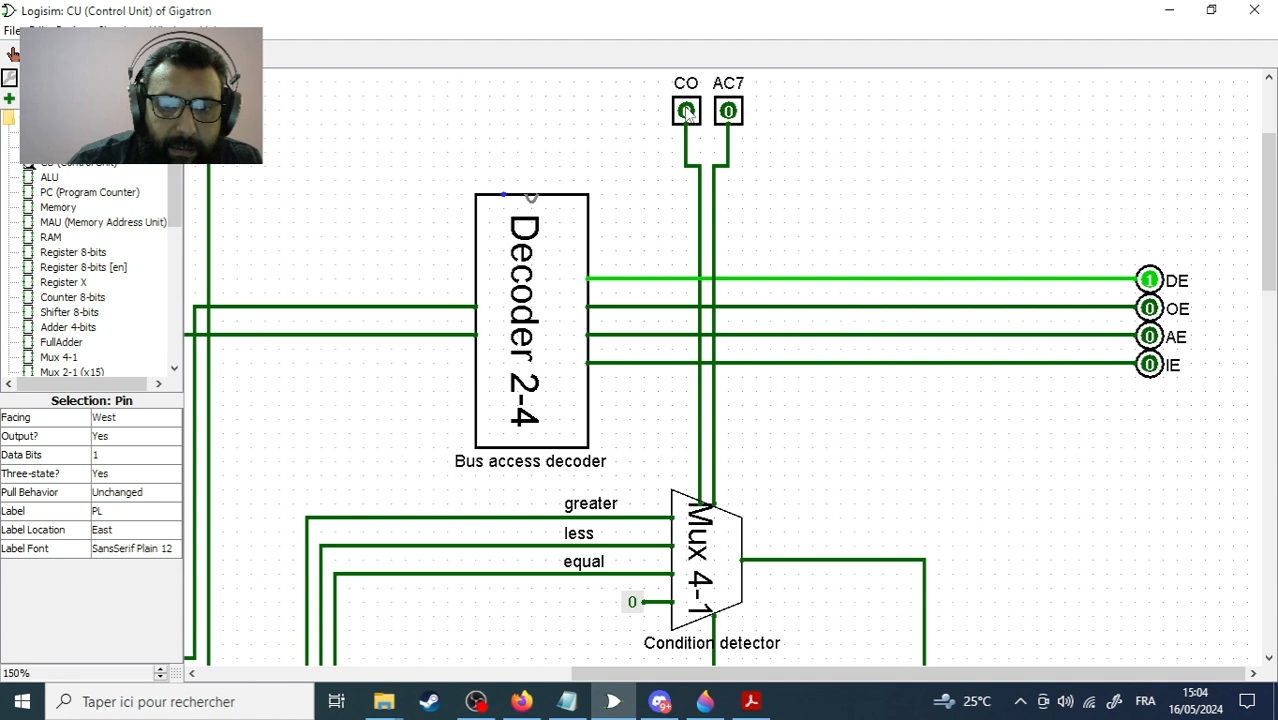 Logisim: CU (Control Unit) of Gigatron
File
ALU
PC (Program Counter)
Memory
MAU (Memory Address Unit)
RAM
Register 8-bits
Register 8-bits [en]
Register X
Counter 8-bits
Shifter 8-bits
Adder 4-bits
FullAdder
Mux 4-1
Mux 2-1 (x15)
Selection: Pin
Facing West
Output? Yes
Data Bits 1
Three-state? Yes
Pull Behavior Unchanged
Label PL
Label Location East
Label Font SansSerif Plain 12
150%
CO AC7
0
Decoder 2-4
Bus access decoder
1 DE
0 OE
0 AE
0 IE
greater
less
equal
0
Mux 4-1
Condition detector
Taper ici pour rechercher
9+
25°C
FRA
15:04
16/05/2024